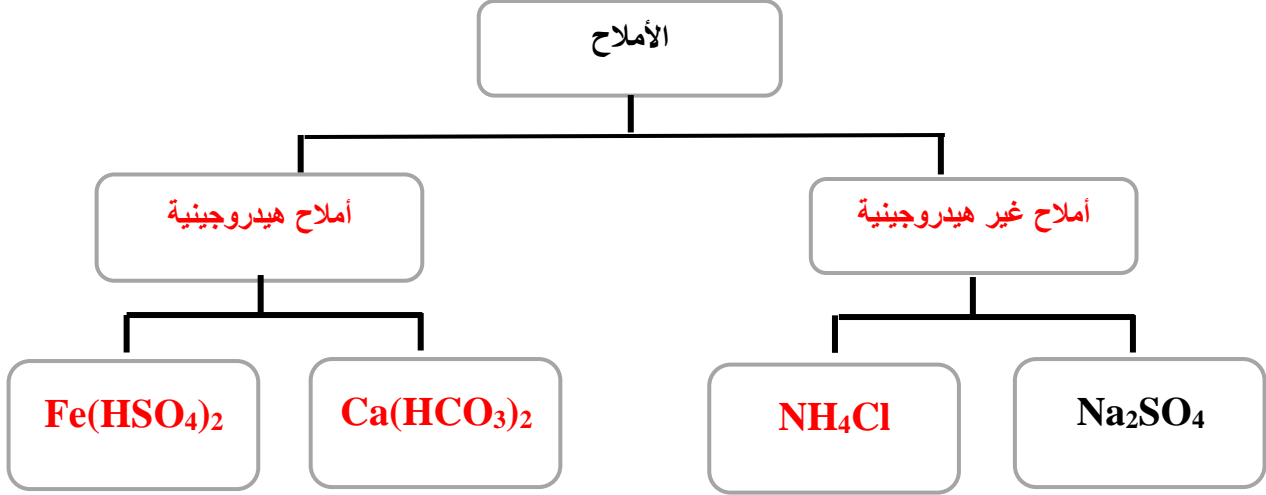 الأملاح
أملاح غير هيدروجينية
أملاح هيدروجينية
Na₂SO₄
NH₄Cl
Ca(HCO₃)₂
Fe(HSO₄)₂